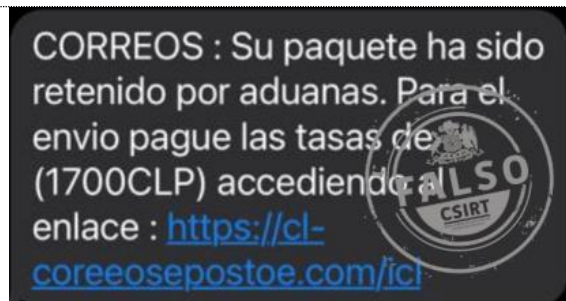 CORREOS : Su paquete ha sido
retenido por aduanas. Para el
envio pague las tasas de
(1700CLP) accediendo al
enlace : https://cl-
coreeosepostoe.com/icl
FALSO
CSIRT